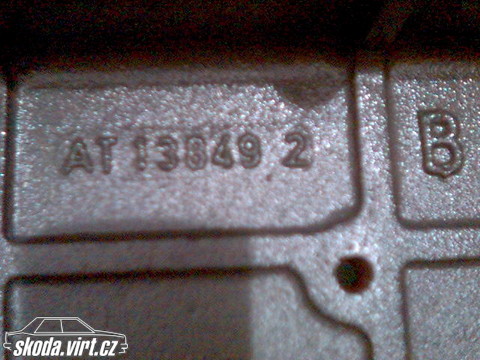 AT 13849 2
B
skoda.virt.cz